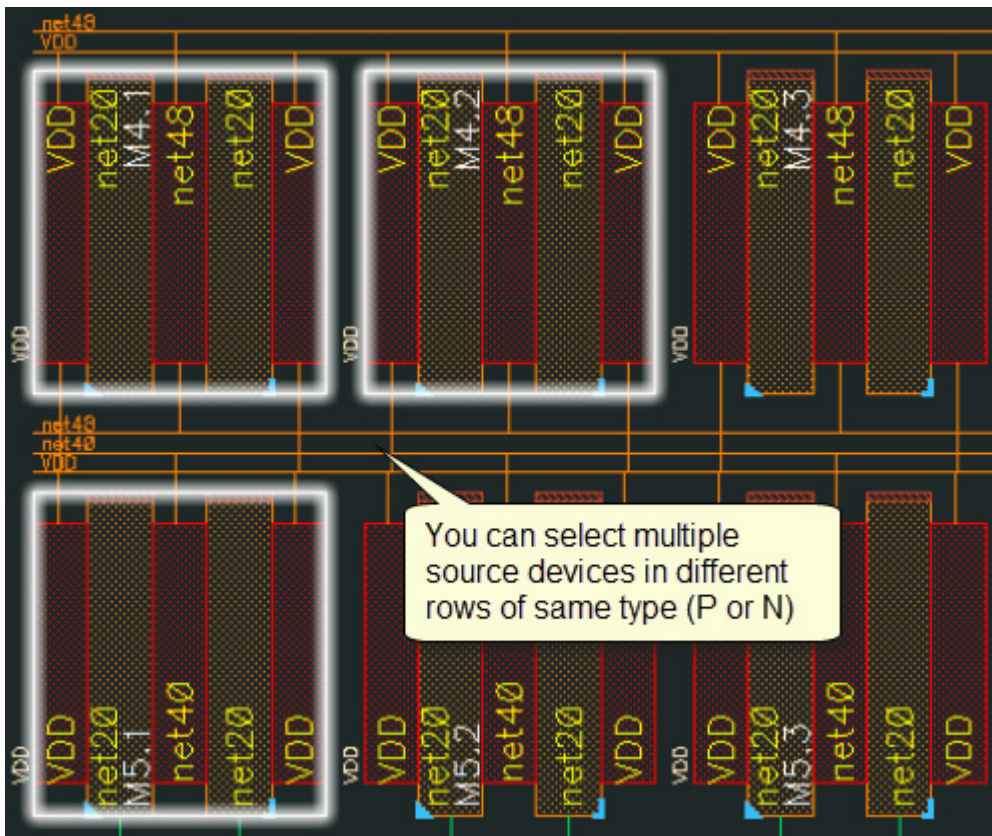 net48
VDD
VDD net20 M4.1 net48 net20 VDD
VDD net20 M4.2 net48 net20 VDD
VDD net20 M4.3 net48 net20 VDD
VDD
VDD
VDD
net48
net40
VDD
You can select multiple
source devices in different
rows of same type (P or N)
VDD net20 M5.1 net40 net20 VDD
VDD net20 M5.2 net40 net20 VDD
VDD net20 M5.3 net40 net20 VDD
VDD
VDD
VDD